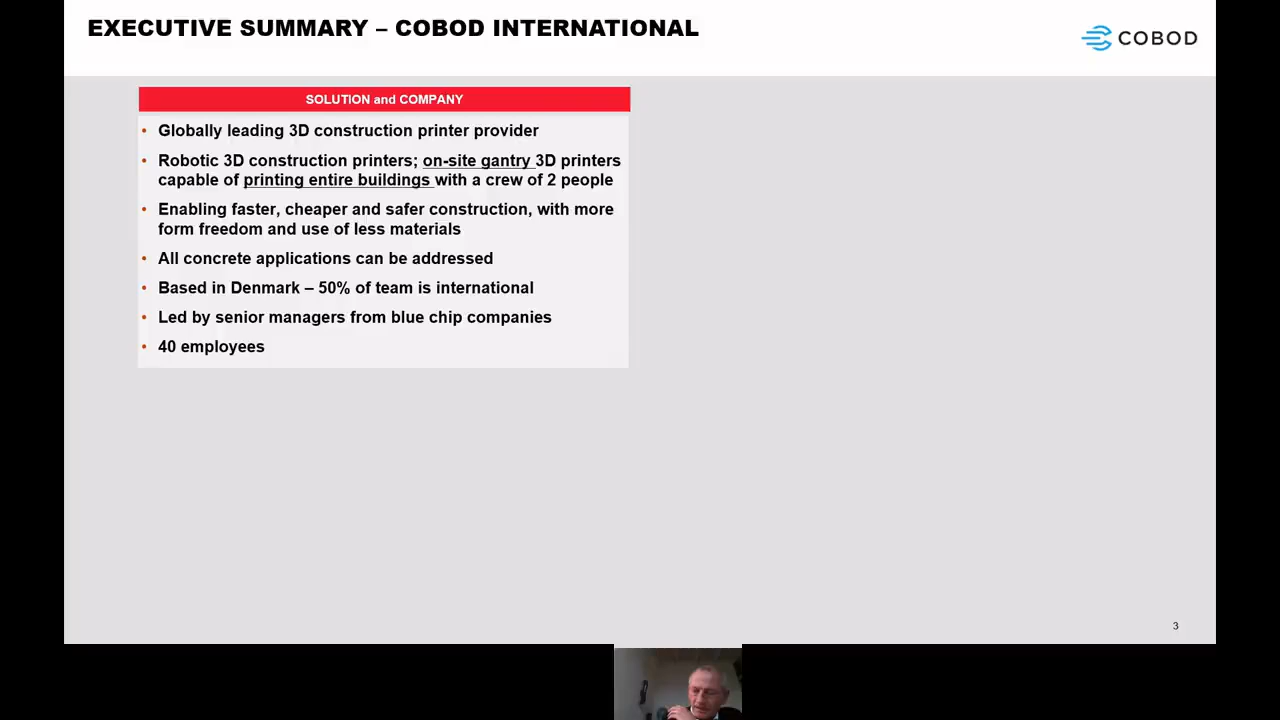 EXECUTIVE SUMMARY – COBOD INTERNATIONAL
COBOD
SOLUTION and COMPANY
• Globally leading 3D construction printer provider
• Robotic 3D construction printers; on-site gantry 3D printers
capable of printing entire buildings with a crew of 2 people
• Enabling faster, cheaper and safer construction, with more
form freedom and use of less materials
• All concrete applications can be addressed
• Based in Denmark – 50% of team is international
• Led by senior managers from blue chip companies
• 40 employees
3